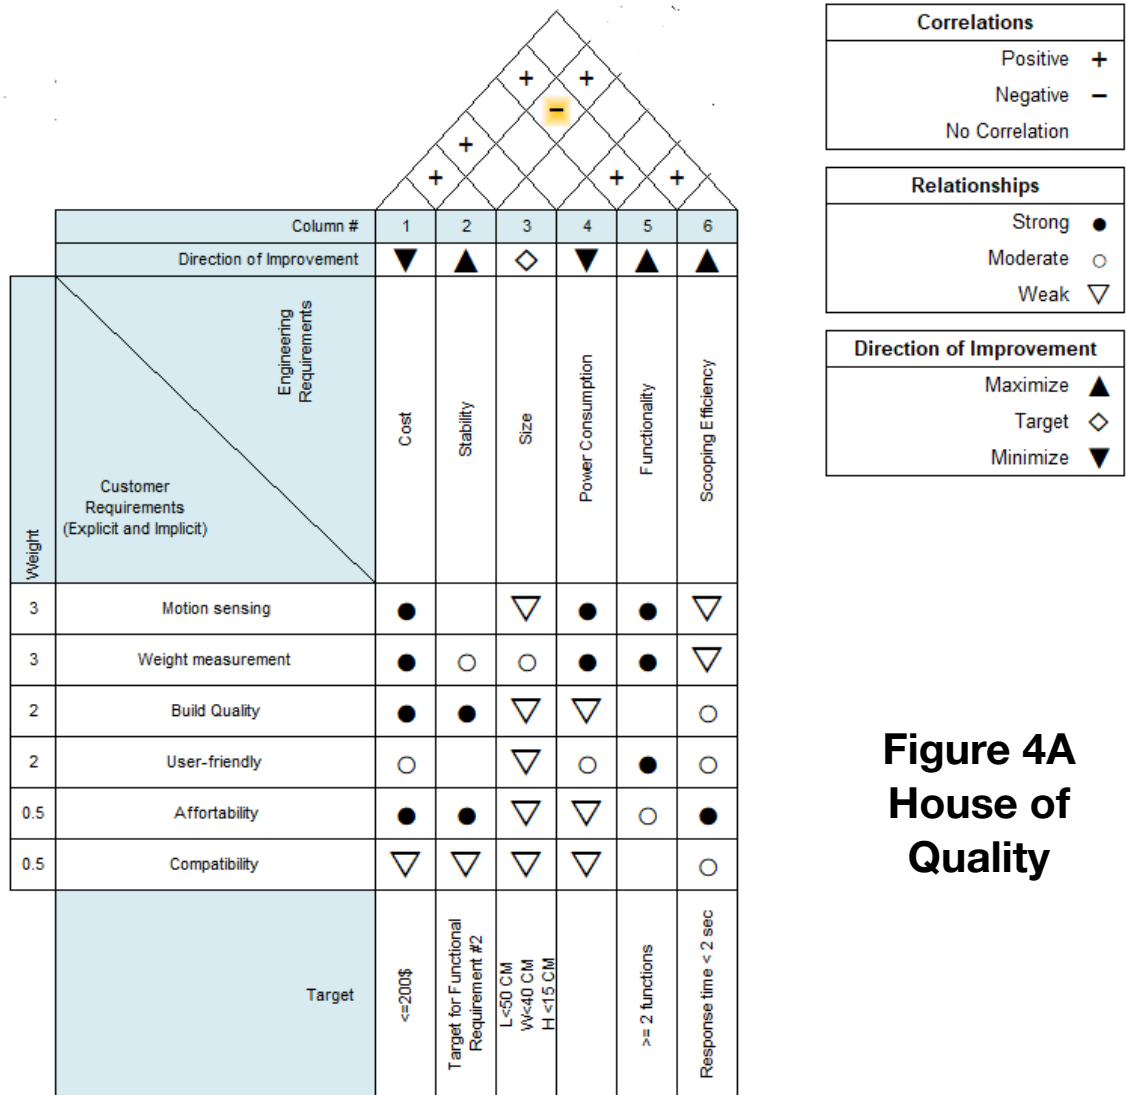 Correlations
Positive +
Negative −
No Correlation
Relationships
Strong ●
Moderate ○
Weak ▽
Direction of Improvement
Maximize ▲
Target ◇
Minimize ▼
+ +
−
+
+ + +
Column # 1 2 3 4 5 6
Direction of Improvement ▼ ▲ ◇ ▼ ▲ ▲
Engineering
Requirements
Customer
Requirements
(Explicit and Implicit)
Weight
Cost
Stability
Size
Power Consumption
Functionality
Scooping Efficiency
3 Motion sensing ● ▽ ● ● ▽
3 Weight measurement ● ○ ○ ● ● ▽
2 Build Quality ● ● ▽ ▽ ○
2 User-friendly ○ ▽ ○ ● ○
0.5 Affortability ● ● ▽ ▽ ○ ●
0.5 Compatibility ▽ ▽ ▽ ▽ ○
Target
<=200$
Target for Functional
Requirement #2
L<50 CM
W<40 CM
H <15 CM
>= 2 functions
Response time < 2 sec
Figure 4A
House of
Quality